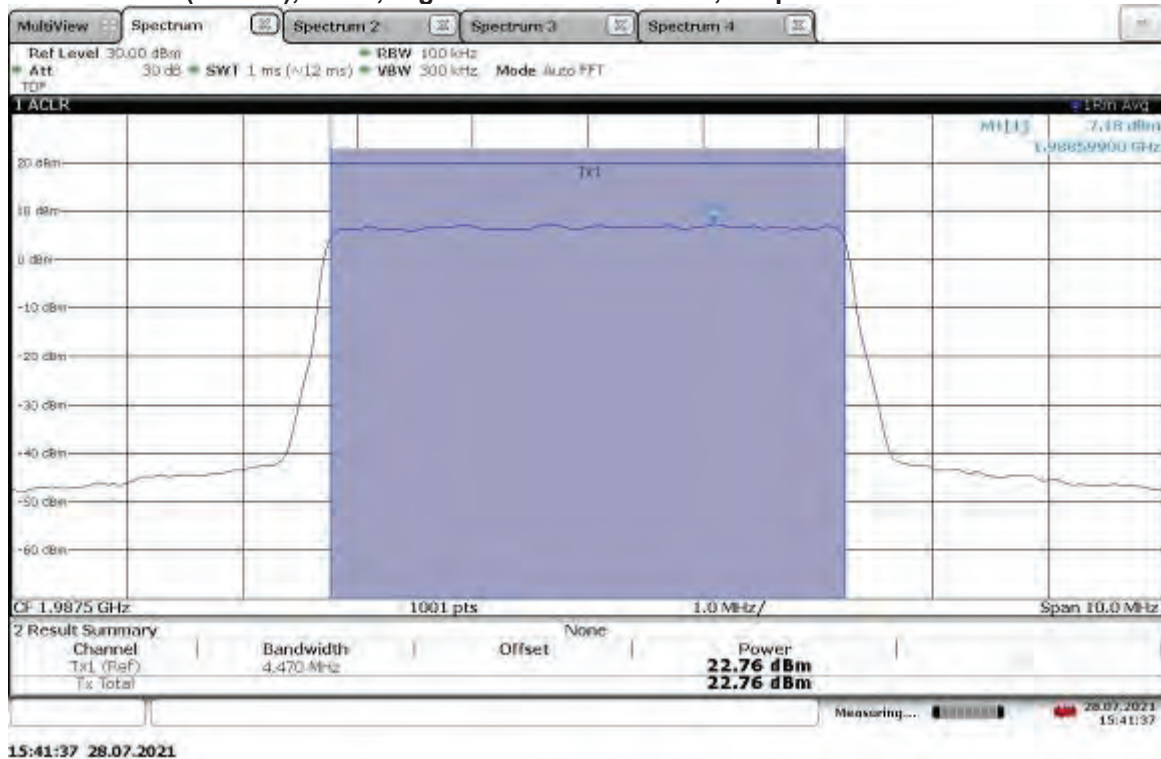 MultiView Spectrum Spectrum 2 Spectrum 3 Spectrum 4
Ref Level 30.00 dBm RBW 100 kHz
Att 30 dB SWT 1 ms (~12 ms) VBW 300 kHz Mode Auto FFT
TDF
1 ACLR 1Rm Avg
M1[1] 7.18 dBm
1.98859900 GHz
20 dBm
Tx1
10 dBm
0 dBm
-10 dBm
-20 dBm
-30 dBm
-40 dBm
-50 dBm
-60 dBm
CF 1.9875 GHz 1001 pts 1.0 MHz/ Span 10.0 MHz
2 Result Summary None
Channel Bandwidth Offset Power
Tx1 (Ref) 4.470 MHz 22.76 dBm
Tx Total 22.76 dBm
Measuring... 28.07.2021
15:41:37
15:41:37 28.07.2021